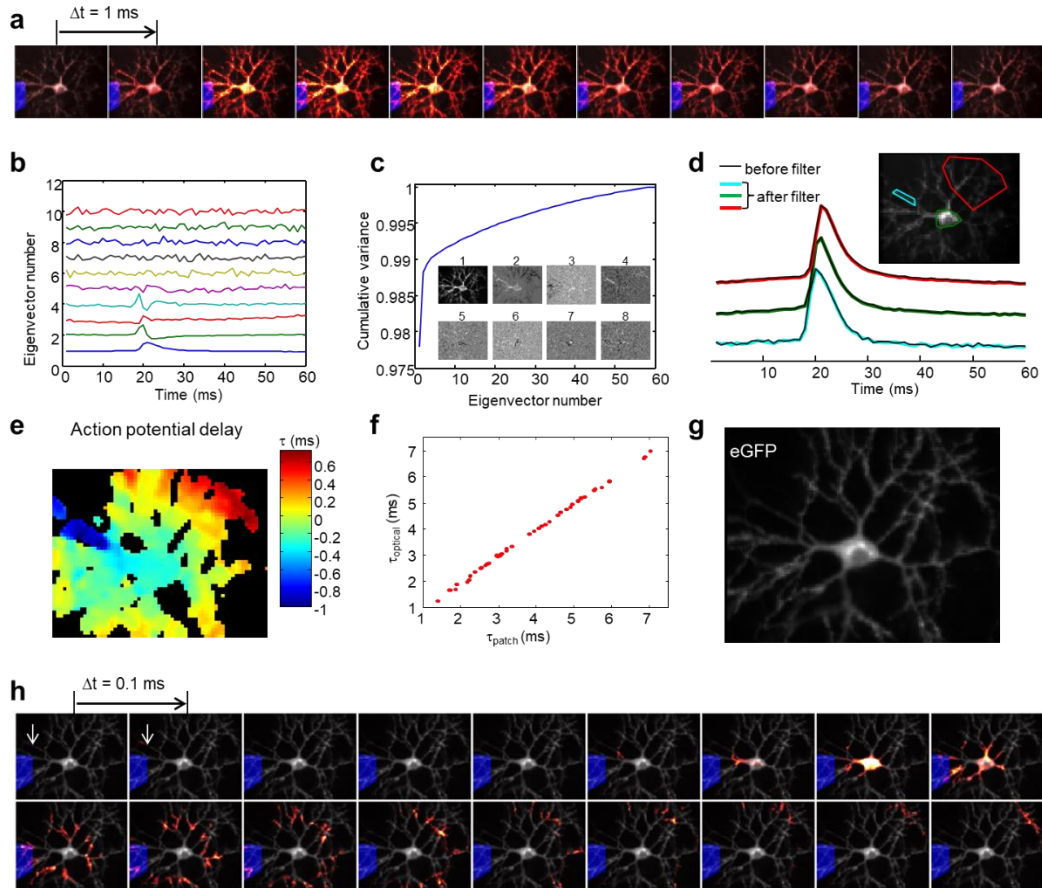 a
Δt = 1 ms
b
Eigenvector number
12
10
8
6
4
2
0
0 10 20 30 40 50 60
Time (ms)
c
Cumulative variance
1
0.995
0.99
0.985
0.98
0.975
1 2 3 4
5 6 7 8
0 10 20 30 40 50 60
Eigenvector number
d
before filter
after filter
10 20 30 40 50 60
Time (ms)
e
Action potential delay
τ (ms)
0.6
0.4
0.2
0
-0.2
-0.4
-0.6
-0.8
-1
f
τoptical (ms)
7
6
5
4
3
2
1
1 2 3 4 5 6 7
τpatch (ms)
g
eGFP
h
Δt = 0.1 ms